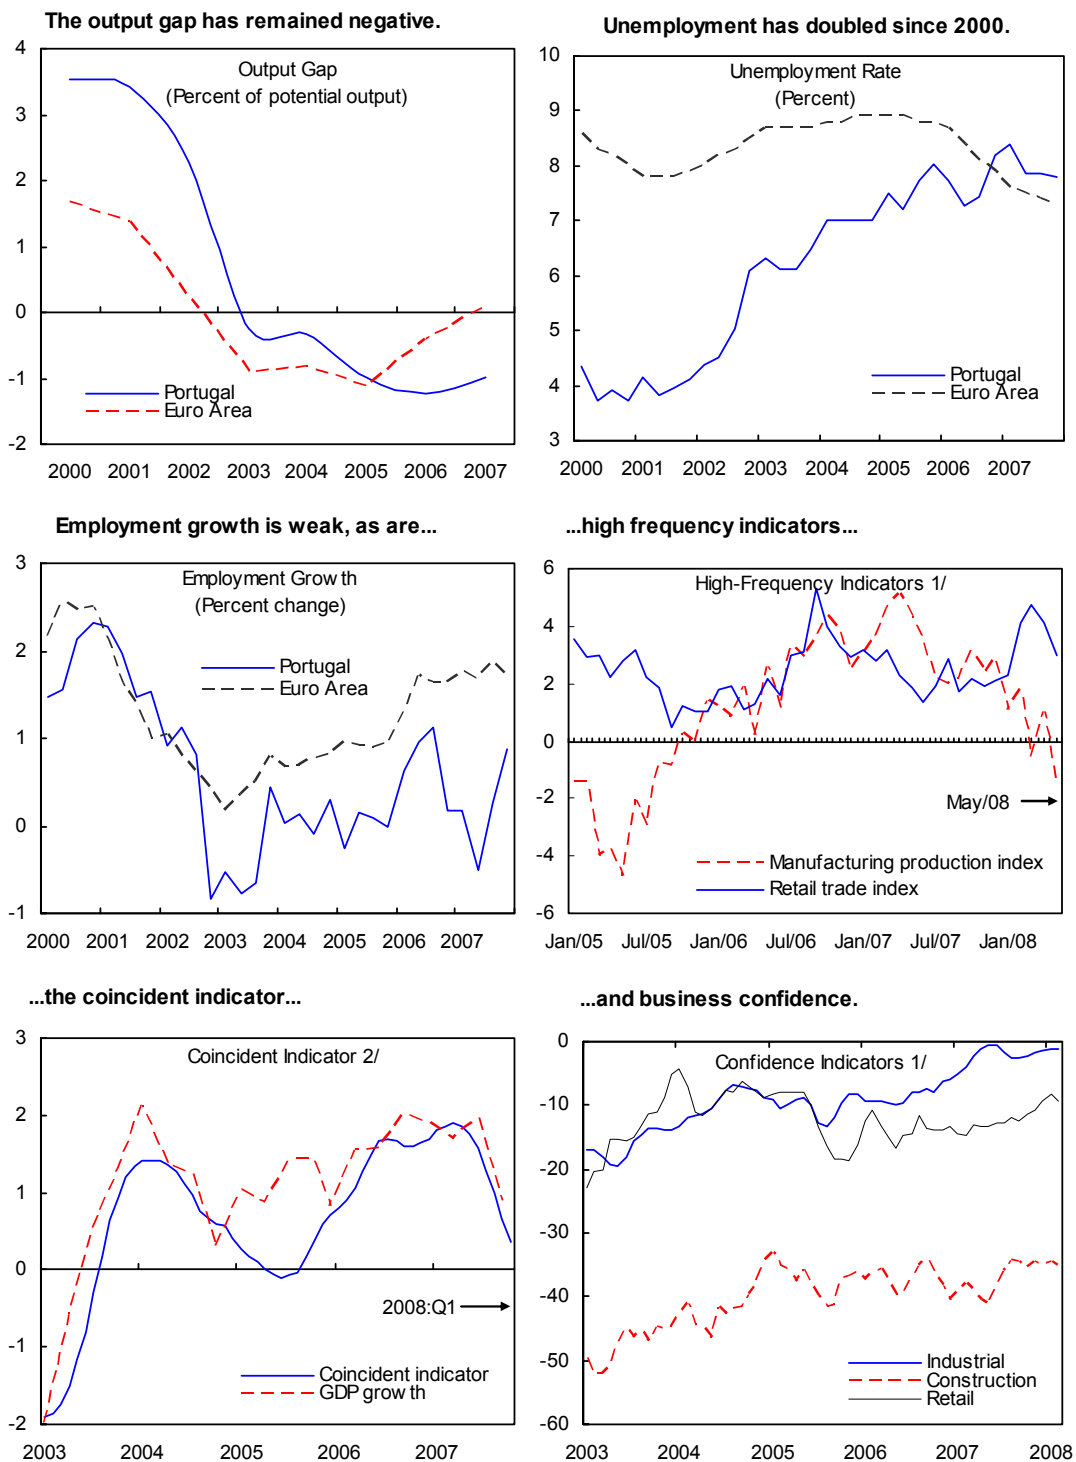 The output gap has remained negative.
4
3
2
1
0
-1
-2
Output Gap
(Percent of potential output)
Portugal
Euro Area
2000 2001 2002 2003 2004 2005 2006 2007
Unemployment has doubled since 2000.
10
9
8
7
6
5
4
3
Unemployment Rate
(Percent)
Portugal
Euro Area
2000 2001 2002 2003 2004 2005 2006 2007
Employment growth is weak, as are...
3
2
1
0
-1
Employment Growth
(Percent change)
Portugal
Euro Area
2000 2001 2002 2003 2004 2005 2006 2007
...high frequency indicators...
6
4
2
0
-2
-4
-6
High-Frequency Indicators 1/
May/08
Manufacturing production index
Retail trade index
Jan/05 Jul/05 Jan/06 Jul/06 Jan/07 Jul/07 Jan/08
...the coincident indicator...
3
2
1
0
-1
-2
Coincident Indicator 2/
2008:Q1
Coincident indicator
GDP growth
2003 2004 2005 2006 2007
...and business confidence.
0
-10
-20
-30
-40
-50
-60
Confidence Indicators 1/
Industrial
Construction
Retail
2003 2004 2005 2006 2007 2008